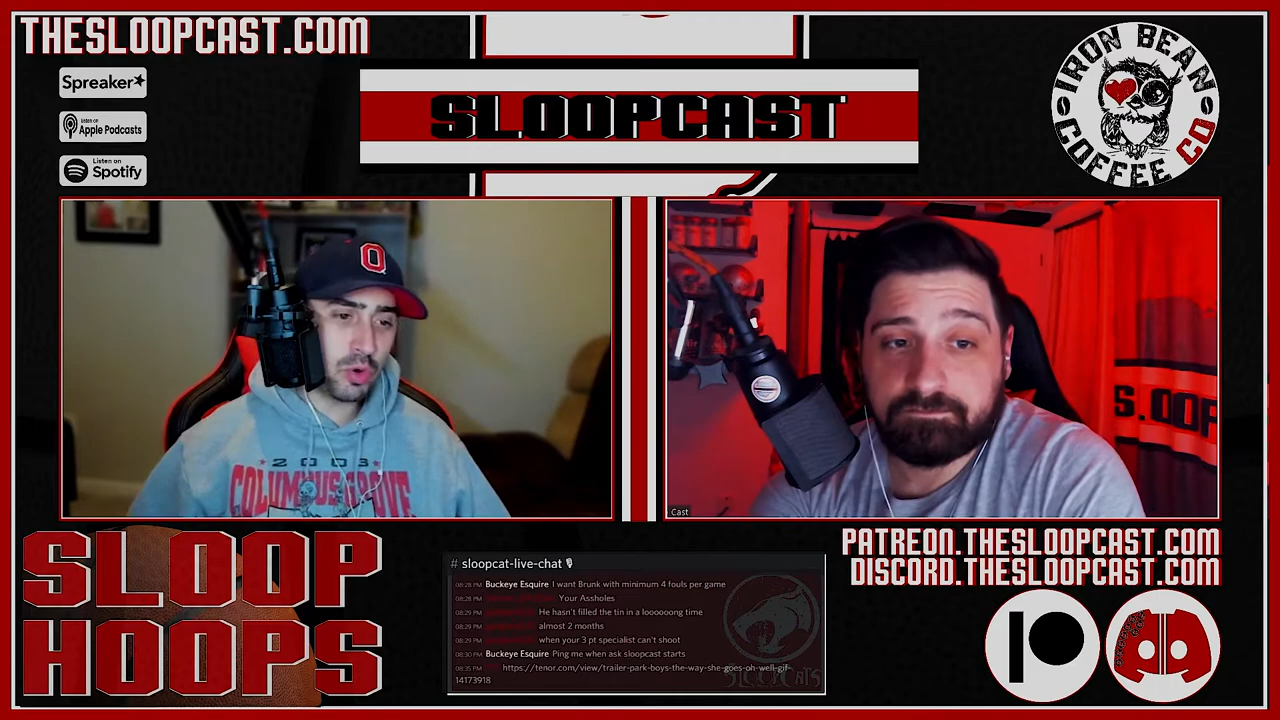 THESLOOPCAST.COM
Spreaker
Listen on
Apple Podcasts
Listen on
Spotify
SLOOPCAST
IRON BEAN
COFFEE CO
O
2003
COLUMBUS GROVE
S.OOP
Cast
SLOOP
HOOPS
# sloopcat-live-chat
08:28 PM Buckeye Esquire I want Brunk with minimum 4 fouls per game
08:28 PM Your Assholes
08:29 PM He hasn't filled the tin in a loooooong time
08:29 PM almost 2 months
08:29 PM when your 3 pt specialist can't shoot
08:30 PM Buckeye Esquire Ping me when ask sloopcast starts
08:35 PM https://tenor.com/view/trailer-park-boys-the-way-she-goes-oh-well-gif-
14173918
SLOOPCATS
PATREON.THESLOOPCAST.COM
DISCORD.THESLOOPCAST.COM